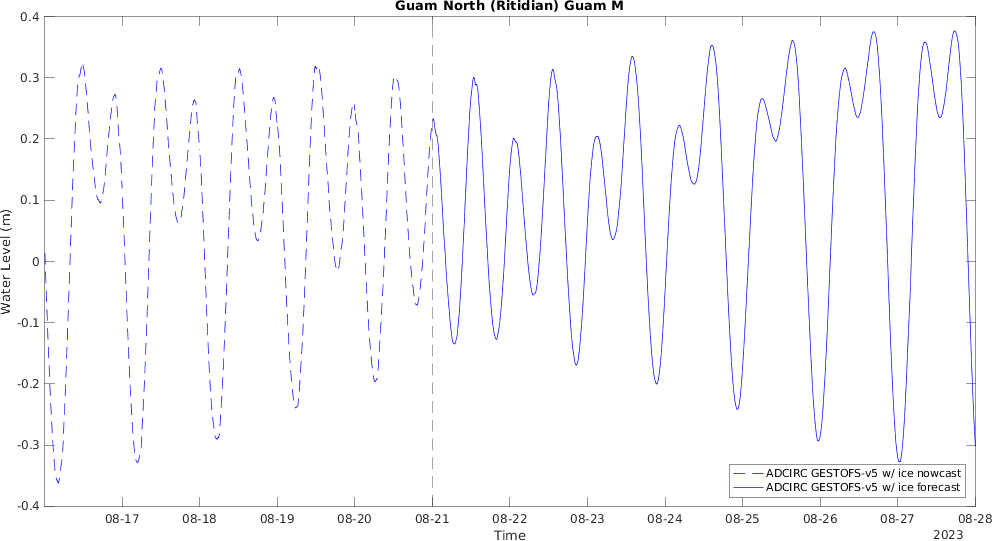 Guam North (Ritidian) Guam M
0.4
0.3
0.2
0.1
0
-0.1
-0.2
-0.3
-0.4
Water Level (m)
ADCIRC GESTOFS-v5 w/ ice nowcast
ADCIRC GESTOFS-v5 w/ ice forecast
08-17 08-18 08-19 08-20 08-21 08-22 08-23 08-24 08-25 08-26 08-27 08-28
Time
2023